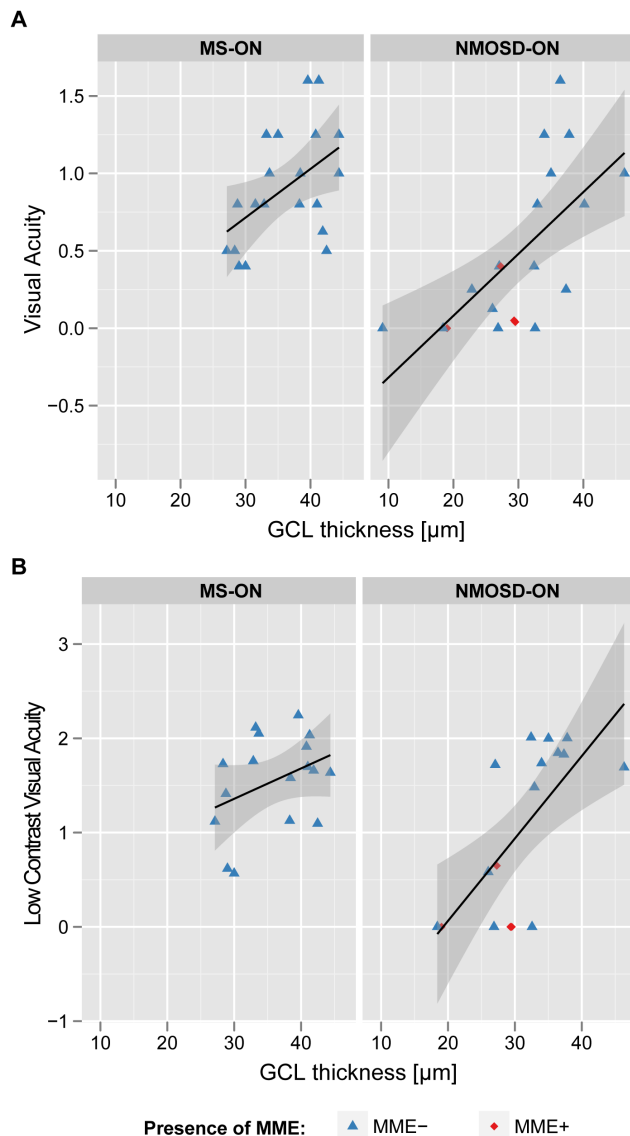 A
MS-ON NMOSD-ON
Visual Acuity
1.5
1.0
0.5
0.0
−0.5
10 20 30 40 10 20 30 40
GCL thickness [µm]
B
MS-ON NMOSD-ON
Low Contrast Visual Acuity
3
2
1
0
−1
10 20 30 40 10 20 30 40
GCL thickness [µm]
Presence of MME: MME− MME+